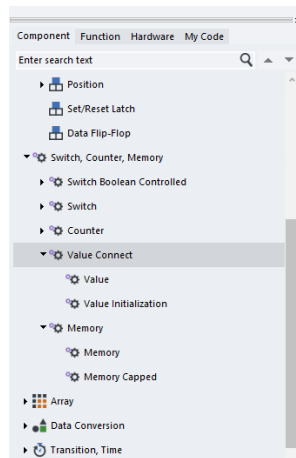 Component Function Hardware My Code
Enter search text
Position
Set/Reset Latch
Data Flip-Flop
Switch, Counter, Memory
Switch Boolean Controlled
Switch
Counter
Value Connect
Value
Value Initialization
Memory
Memory
Memory Capped
Array
Data Conversion
Transition, Time